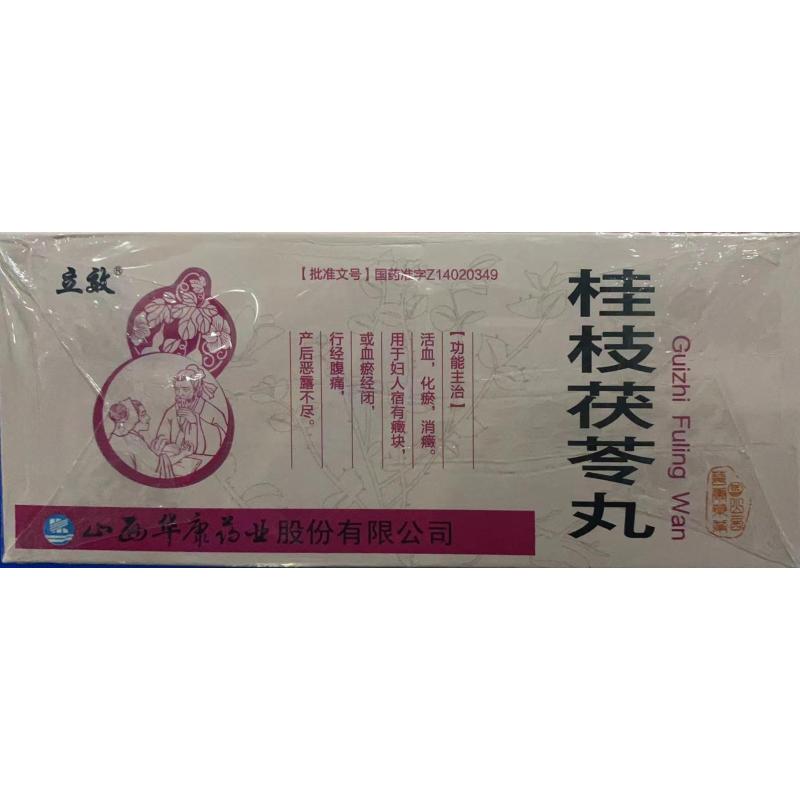 立效®
【批准文号】国药准字Z14020349
桂枝茯苓丸
Guizhi Fuling Wan
【功能主治】
活血,化瘀,消癥。
用于妇人宿有癥块,
或血瘀经闭,
行经腹痛,
产后恶露不尽。
山西华康药业股份有限公司